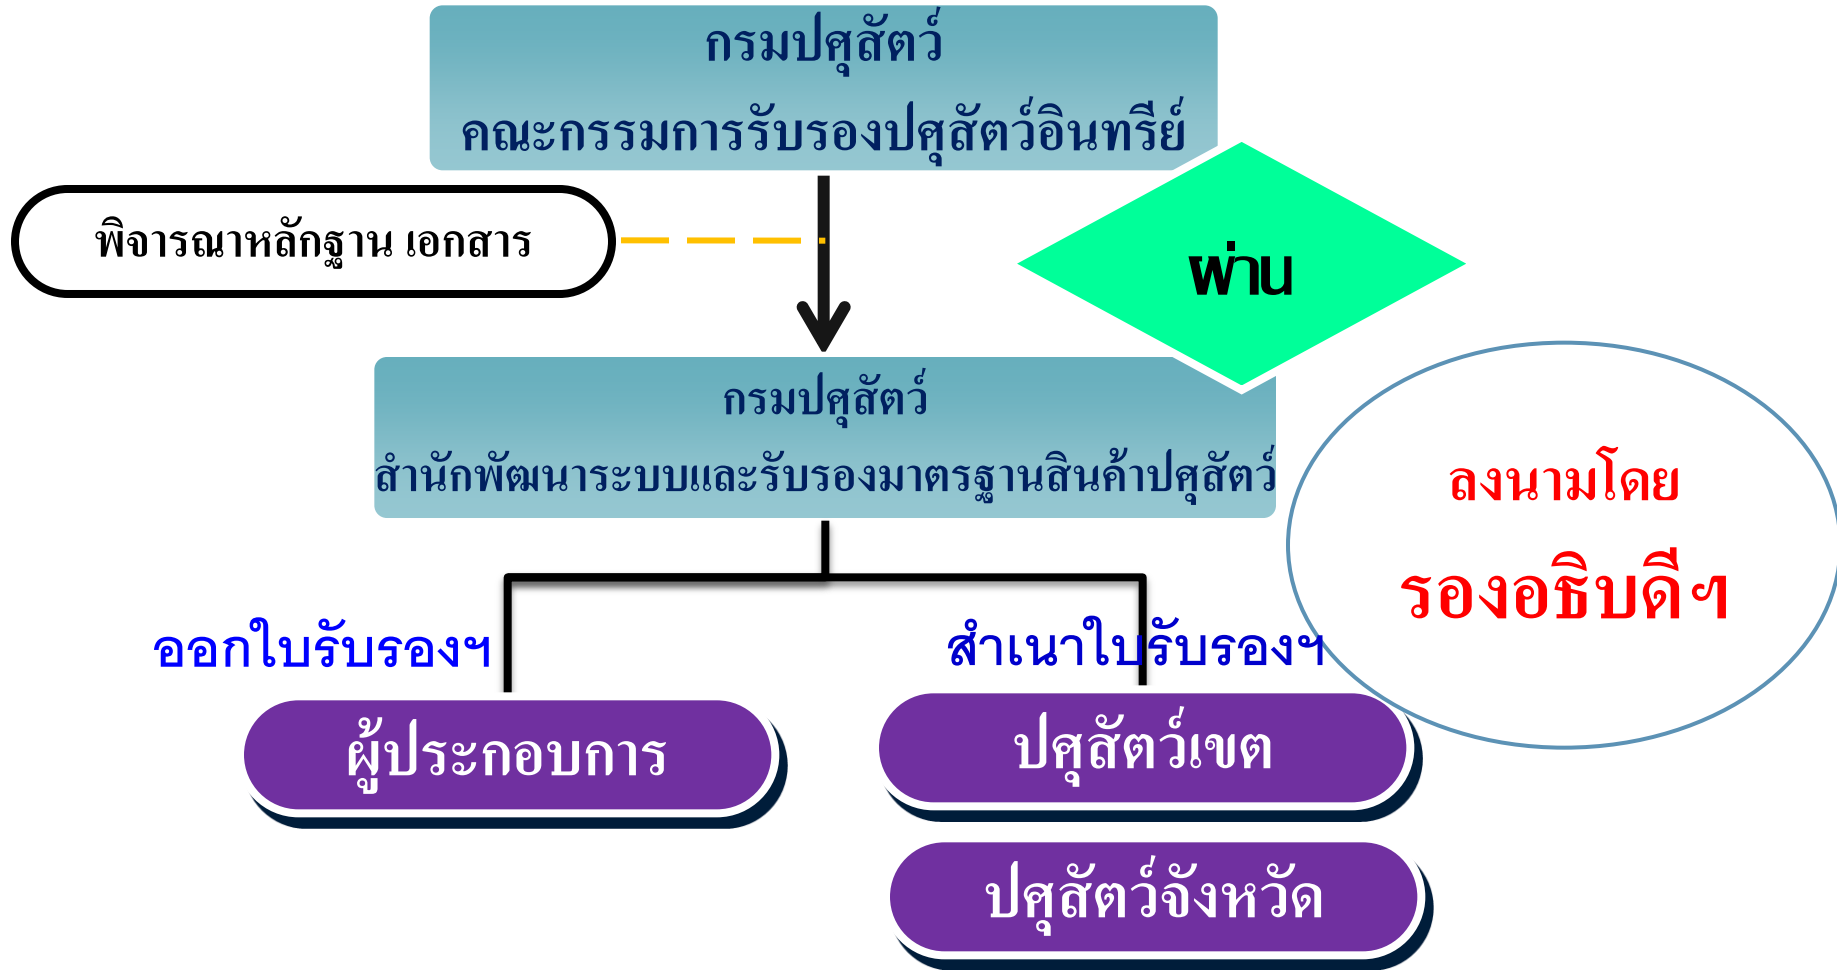 กรมปศุสัตว์
คณะกรรมการรับรองปศุสัตว์อินทรีย์
พิจารณาหลักฐาน เอกสาร
ผ่าน
กรมปศุสัตว์
สำนักพัฒนาระบบและรับรองมาตรฐานสินค้าปศุสัตว์
ลงนามโดย
รองอธิบดีฯ
ออกใบรับรองฯ
สำเนาใบรับรองฯ
ผู้ประกอบการ
ปศุสัตว์เขต
ปศุสัตว์จังหวัด